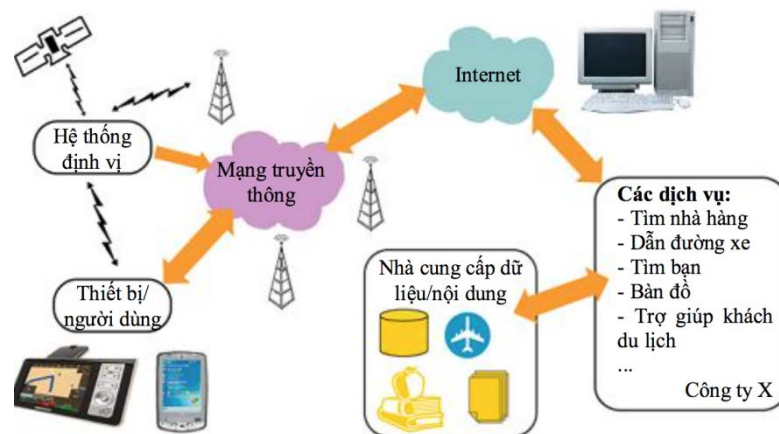 Internet
Hệ thống
định vị
Mạng truyền
thông
Thiết bị/
người dùng
Nhà cung cấp dữ
liệu/nội dung
Các dịch vụ:
- Tìm nhà hàng
- Dẫn đường xe
- Tìm bạn
- Bàn đồ
- Trợ giúp khách
du lịch
...
Công ty X